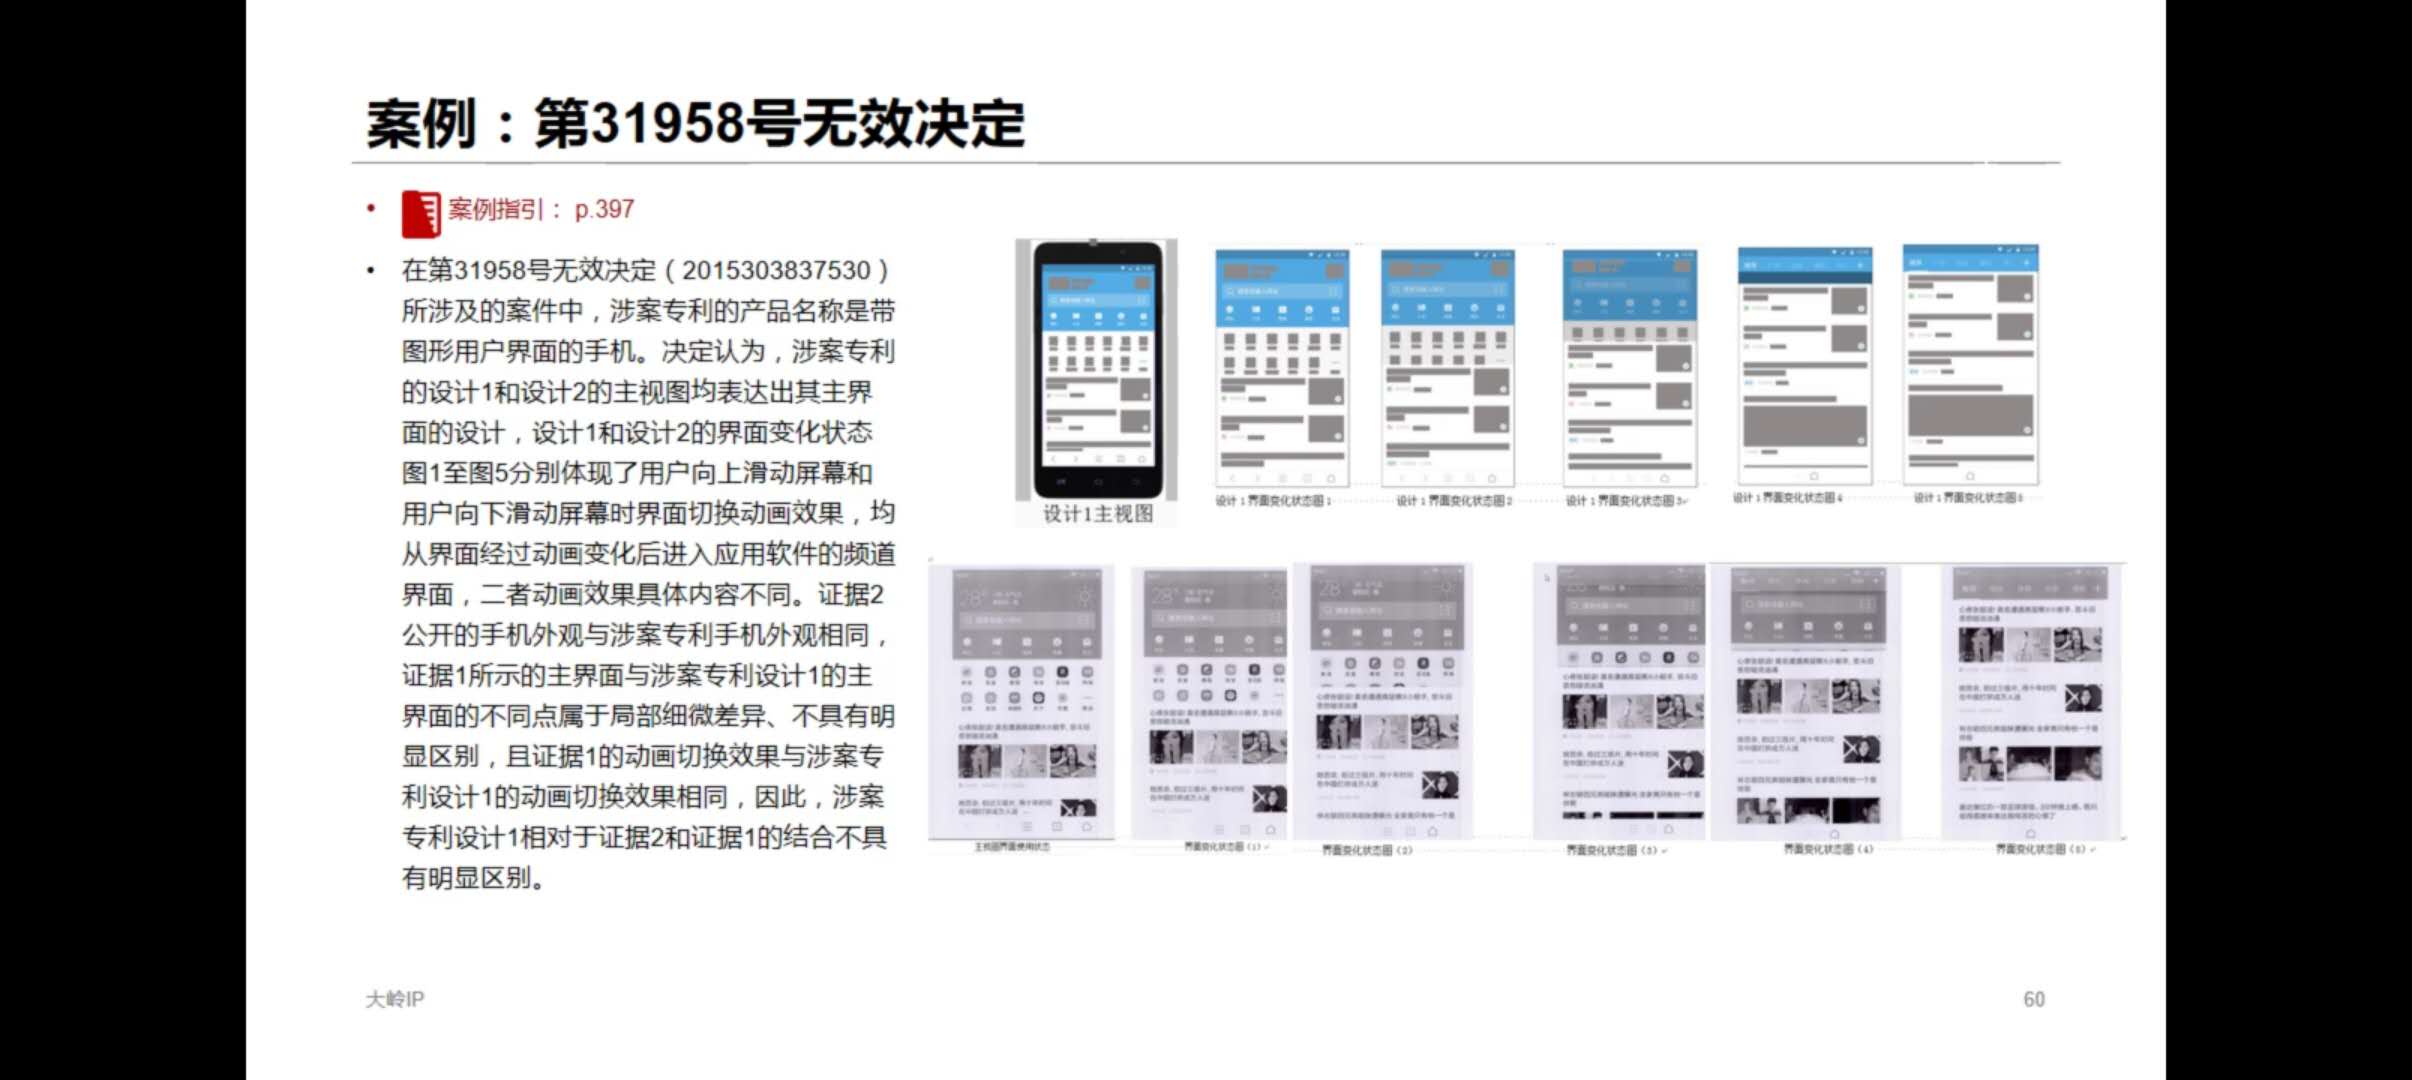 案例：第31958号无效决定
案例指引： p.397
在第31958号无效决定（2015303837530）
所涉及的案件中，涉案专利的产品名称是带
图形用户界面的手机。决定认为，涉案专利
的设计1和设计2的主视图均表达出其主界
面的设计，设计1和设计2的界面变化状态
图1至图5分别体现了用户向上滑动屏幕和
用户向下滑动屏幕时界面切换动画效果，均
从界面经过动画变化后进入应用软件的频道
界面，二者动画效果具体内容不同。证据2
公开的手机外观与涉案专利手机外观相同，
证据1所示的主界面与涉案专利设计1的主
界面的不同点属于局部细微差异、不具有明
显区别，且证据1的动画切换效果与涉案专
利设计1的动画切换效果相同，因此，涉案
专利设计1相对于证据2和证据1的结合不具
有明显区别。
设计1主视图
设计 1 界面变化状态图 1
设计 1 界面变化状态图 2
设计 1 界面变化状态图 3
设计 1 界面变化状态图 4
设计 1 界面变化状态图 5
28°
28°
28°
主视图界面使用状态
界面变化状态图（1）
界面变化状态图（2）
界面变化状态图（3）
界面变化状态图（4）
界面变化状态图（5）
大岭IP
60